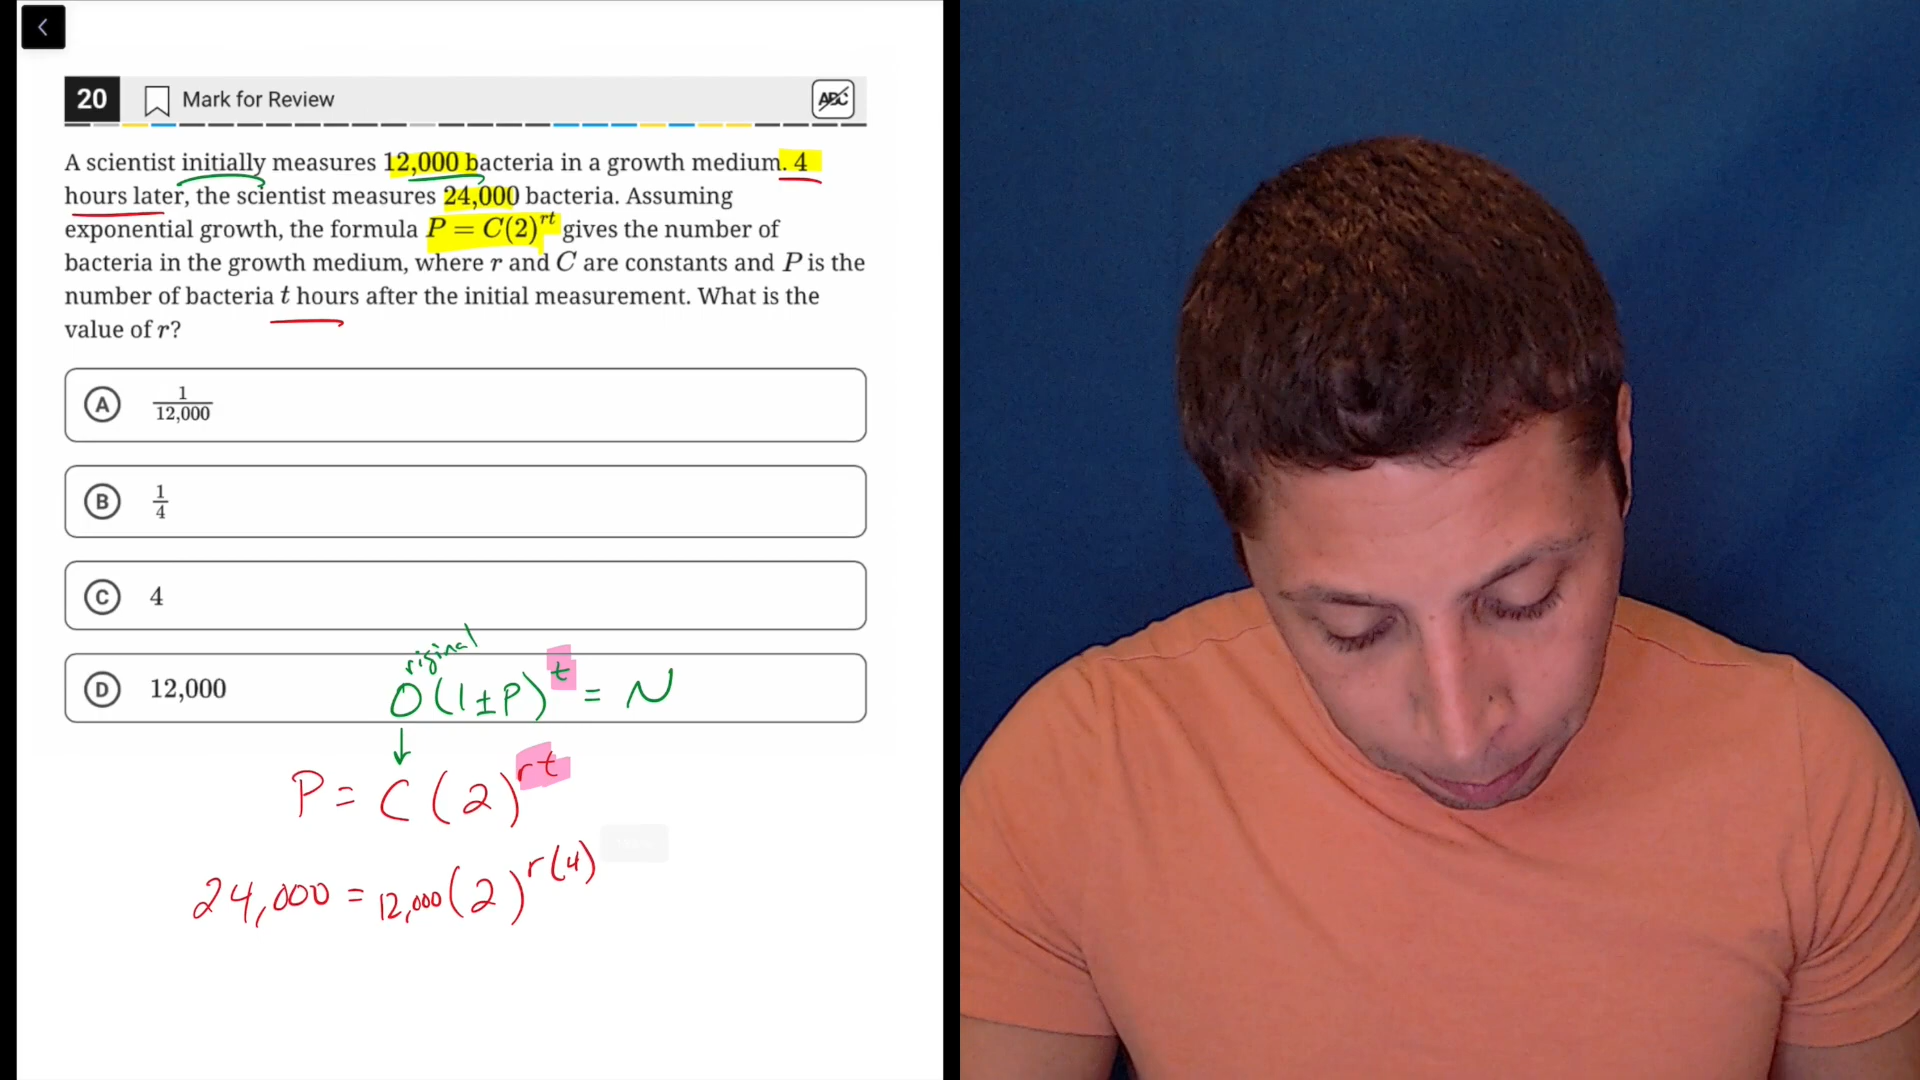 20 Mark for Review ABC
A scientist initially measures 12,000 bacteria in a growth medium. 4
hours later, the scientist measures 24,000 bacteria. Assuming
exponential growth, the formula P = C(2)^{rt} gives the number of
bacteria in the growth medium, where r and C are constants and P is the
number of bacteria t hours after the initial measurement. What is the
value of r?
A 1/12,000
B 1/4
C 4
riginal
D 12,000 O(1±P)^t = N
P = C(2)^{rt}
24,000 = 12,000(2)^{r(4)}